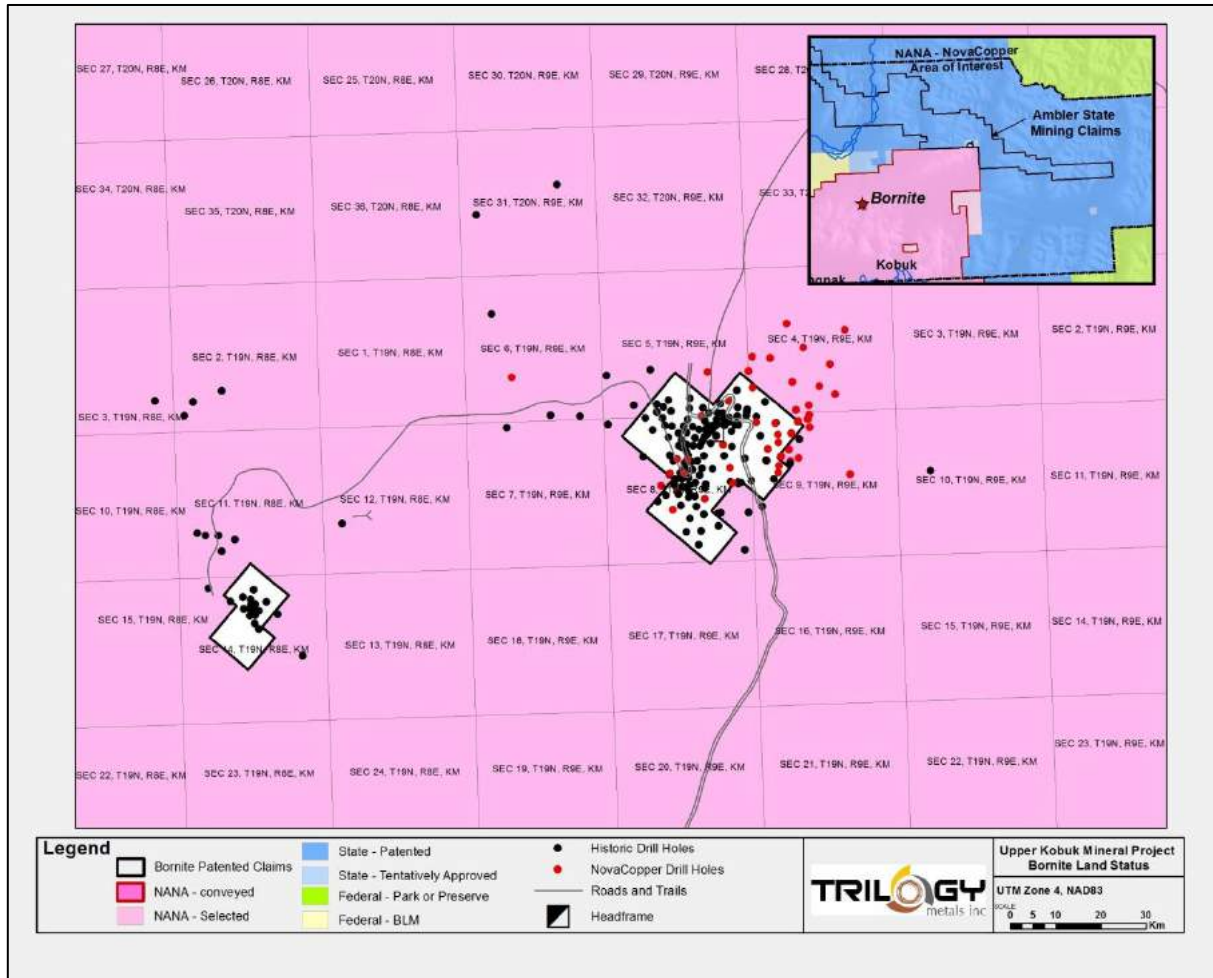 SEC 27, T20N, R8E, KM
SEC 26, T20N, R8E, KM
SEC 25, T20N, R8E, KM
SEC 30, T20N, R9E, KM
SEC 29, T20N, R9E, KM
SEC 28, T20
NANA - NovaCopper
Area of Interest
Ambler State
Mining Claims
Bornite
Kobuk
SEC 34, T20N, R8E, KM
SEC 35, T20N, R8E, KM
SEC 36, T20N, R8E, KM
SEC 31, T20N, R9E, KM
SEC 32, T20N, R9E, KM
SEC 33, T2
SEC 3, T19N, R8E, KM
SEC 2, T19N, R8E, KM
SEC 1, T19N, R8E, KM
SEC 6, T19N, R9E, KM
SEC 5, T19N, R9E, KM
SEC 4, T19N, R9E, KM
SEC 3, T19N, R9E, KM
SEC 2, T19N, R9E, KM
SEC 10, T19N, R8E, KM
SEC 11, T19N, R8E, KM
SEC 12, T19N, R8E, KM
SEC 7, T19N, R9E, KM
SEC 8, T19N, R9E, KM
SEC 9, T19N, R9E, KM
SEC 10, T19N, R9E, KM
SEC 11, T19N, R9E, KM
SEC 15, T19N, R8E, KM
SEC 14, T19N, R8E, KM
SEC 13, T19N, R8E, KM
SEC 18, T19N, R9E, KM
SEC 17, T19N, R9E, KM
SEC 16, T19N, R9E, KM
SEC 15, T19N, R9E, KM
SEC 14, T19N, R9E, KM
SEC 22, T19N, R8E, KM
SEC 23, T19N, R8E, KM
SEC 24, T19N, R8E, KM
SEC 19, T19N, R9E, KM
SEC 20, T19N, R9E, KM
SEC 21, T19N, R9E, KM
SEC 22, T19N, R9E, KM
SEC 23, T19N, R9E, KM
Legend
Bornite Patented Claims
NANA - conveyed
NANA - Selected
State - Patented
State - Tentatively Approved
Federal - Park or Preserve
Federal - BLM
Historic Drill Holes
NovaCopper Drill Holes
Roads and Trails
Headframe
TRILOGY
metals inc
Upper Kobuk Mineral Project
Bornite Land Status
UTM Zone 4, NAD83
SCALE
0 5 10 20 30
Km